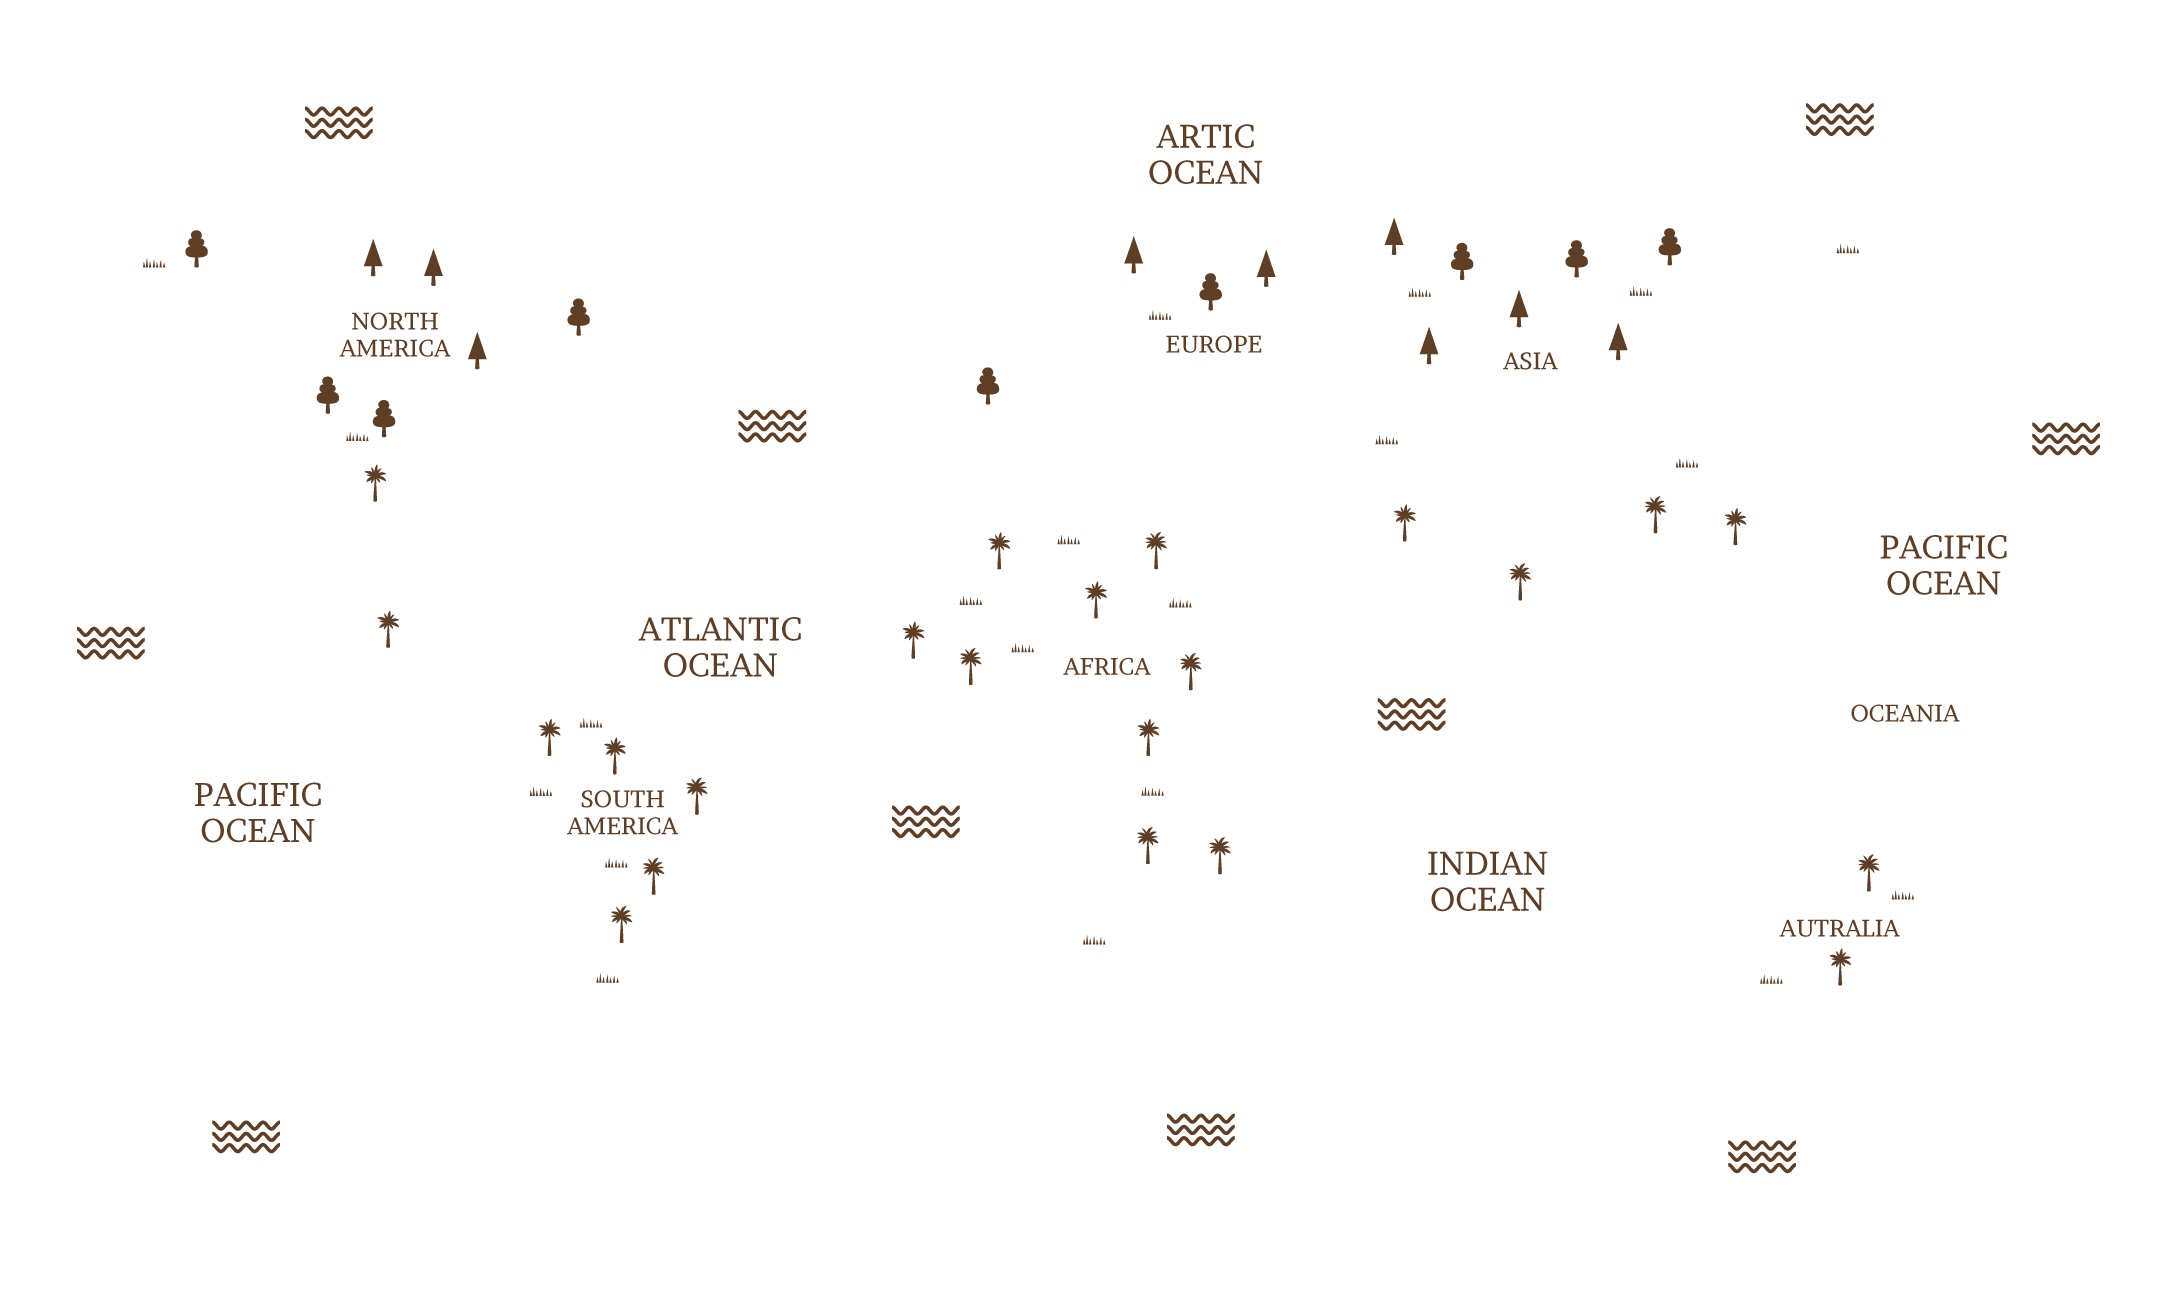 ARTIC
OCEAN
NORTH
AMERICA
EUROPE
ASIA
PACIFIC
OCEAN
ATLANTIC
OCEAN
AFRICA
OCEANIA
PACIFIC
OCEAN
SOUTH
AMERICA
INDIAN
OCEAN
AUTRALIA